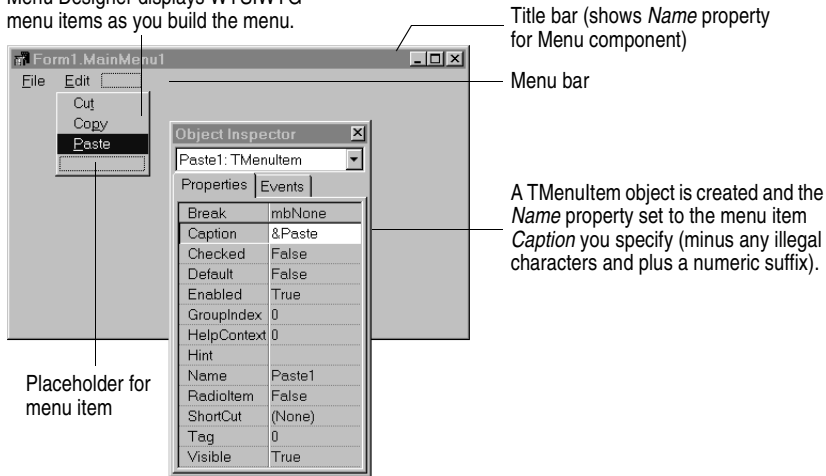 Menu Designer displays WYSIWYG
menu items as you build the menu.
Title bar (shows Name property
for Menu component)
Form1.MainMenu1
Menu bar
File Edit
Cut
Copy
Paste
Object Inspector
Paste1: TMenuItem
Properties Events
Break mbNone
Caption &Paste
Checked False
Default False
Enabled True
GroupIndex 0
HelpContext 0
Hint
Name Paste1
RadioItem False
ShortCut (None)
Tag 0
Visible True
A TMenuItem object is created and the
Name property set to the menu item
Caption you specify (minus any illegal
characters and plus a numeric suffix).
Placeholder for
menu item